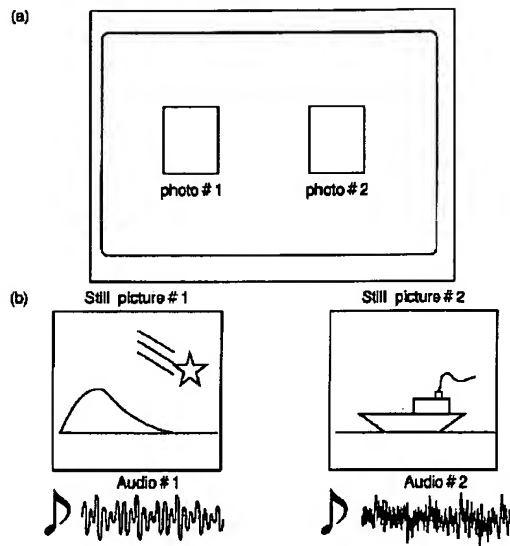 (a)
photo # 1 photo # 2
(b)
Still picture # 1 Still picture # 2
Audio # 1 Audio # 2